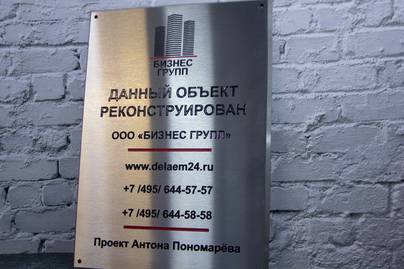 БИЗНЕС
ГРУПП
ДАННЫЙ ОБЪЕКТ
РЕКОНСТРУИРОВАН
ООО «БИЗНЕС ГРУПП»
www.delaem24.ru
+7 /495/ 644-57-57
+7 /495/ 644-58-58
Проект Антона Пономарёва